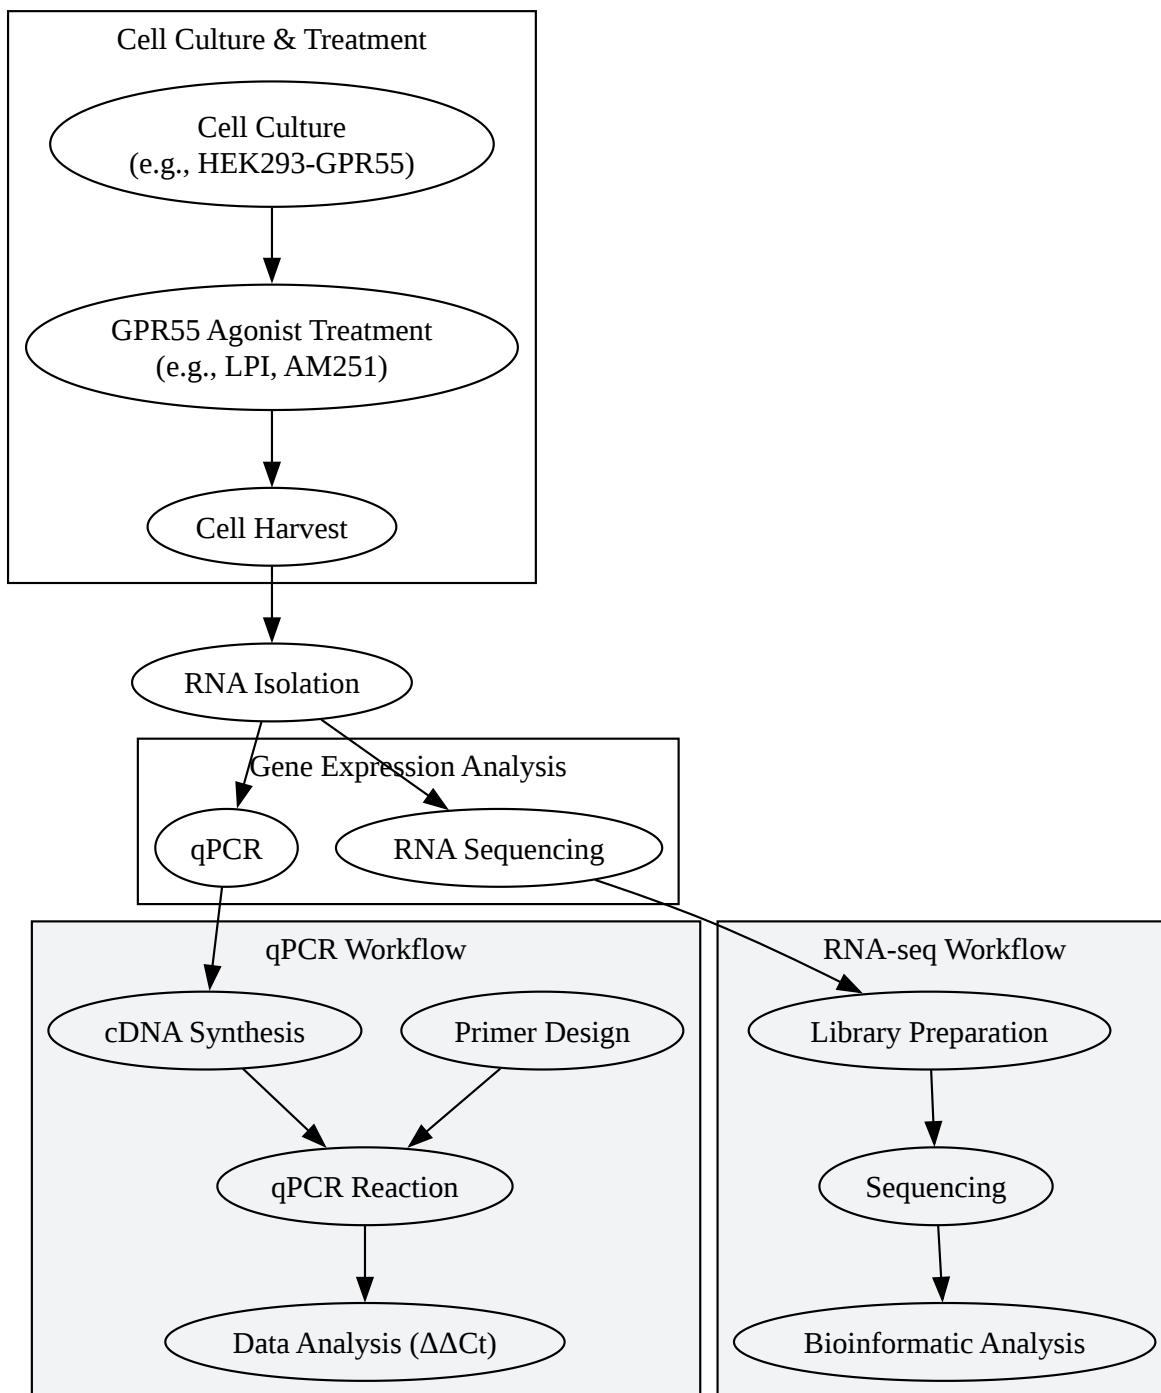 Cell Culture & Treatment
Cell Culture
(e.g., HEK293-GPR55)
GPR55 Agonist Treatment
(e.g., LPI, AM251)
Cell Harvest
RNA Isolation
Gene Expression Analysis
qPCR
RNA Sequencing
qPCR Workflow
cDNA Synthesis
Primer Design
qPCR Reaction
Data Analysis (ΔΔCt)
RNA-seq Workflow
Library Preparation
Sequencing
Bioinformatic Analysis